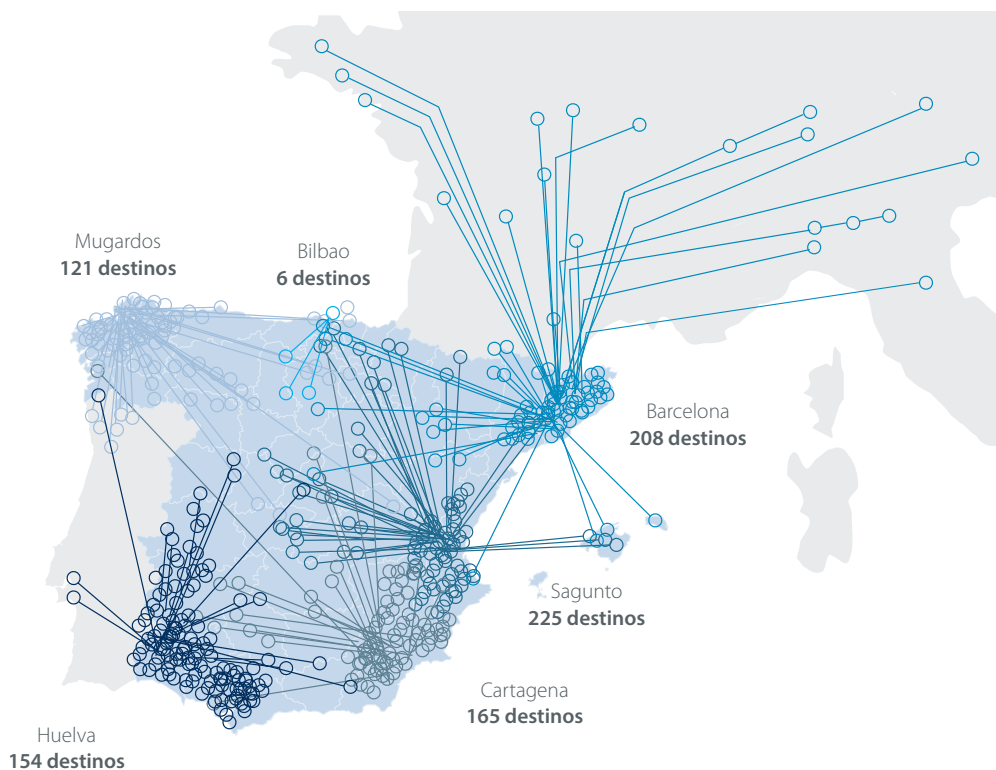 Mugardos
121 destinos
Bilbao
6 destinos
Barcelona
208 destinos
Sagunto
225 destinos
Cartagena
165 destinos
Huelva
154 destinos